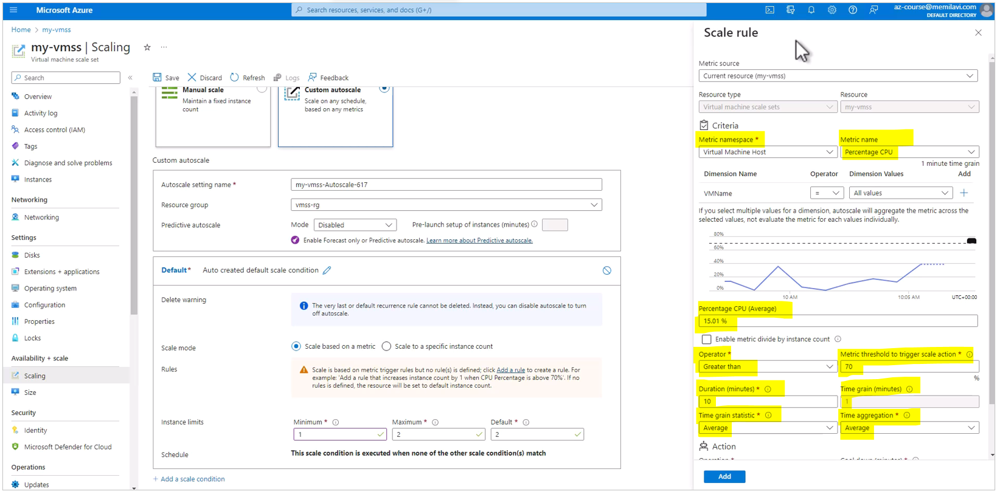 Microsoft Azure
Search resources, services, and docs (G+/)
az-course@memilavi.com
DEFAULT DIRECTORY
Home > my-vmss
my-vmss | Scaling
Virtual machine scale set
Search
Overview
Activity log
Access control (IAM)
Tags
Diagnose and solve problems
Instances
Networking
Networking
Settings
Disks
Extensions + applications
Operating system
Configuration
Properties
Locks
Availability + scale
Scaling
Size
Security
Identity
Microsoft Defender for Cloud
Operations
Updates
Save
Discard
Refresh
Logs
Feedback
Manual scale
Maintain a fixed instance
count
Custom autoscale
Scale on any schedule,
based on any metrics
Custom autoscale
Autoscale setting name *
my-vmss-Autoscale-617
Resource group
vmss-rg
Predictive autoscale
Mode
Disabled
Pre-launch setup of instances (minutes)
Enable Forecast only or Predictive autoscale. Learn more about Predictive autoscale.
Default*
Auto created default scale condition
Delete warning
The very last or default recurrence rule cannot be deleted. Instead, you can disable autoscale to turn
off autoscale.
Scale mode
Scale based on a metric
Scale to a specific instance count
Rules
Scale is based on metric trigger rules but no rule(s) is defined; click Add a rule to create a rule. For
example: 'Add a rule that increases instance count by 1 when CPU Percentage is above 70%'. If no
rules is defined, the resource will be set to default instance count.
Instance limits
Minimum *
1
Maximum *
2
Default *
2
Schedule
This scale condition is executed when none of the other scale condition(s) match
+ Add a scale condition
Scale rule
Metric source
Current resource (my-vmss)
Resource type
Virtual machine scale sets
Resource
my-vmss
Criteria
Metric namespace *
Virtual Machine Host
Metric name
Percentage CPU
1 minute time grain
Dimension Name
Operator
Dimension Values
Add
VMName
=
All values
+
If you select multiple values for a dimension, autoscale will aggregate the metric across the
selected values, not evaluate the metric for each values individually.
80%
60%
40%
20%
0%
10 AM
10:05 AM
UTC+00:00
Percentage CPU (Average)
15.01 %
Enable metric divide by instance count
Operator *
Greater than
Metric threshold to trigger scale action *
70
%
Duration (minutes) *
10
Time grain (minutes)
1
Time grain statistic *
Average
Time aggregation *
Average
Action
Add